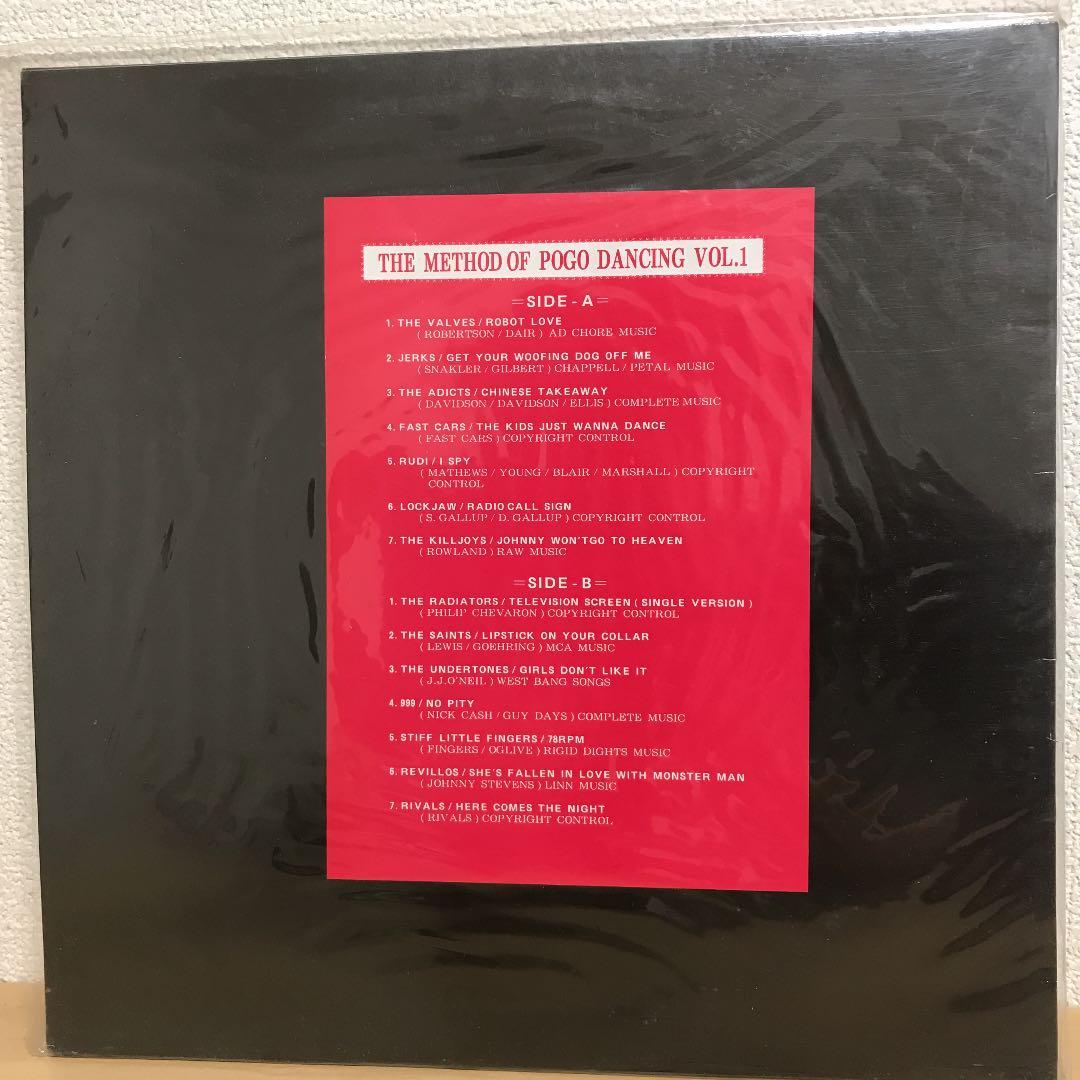 THE METHOD OF POGO DANCING VOL.1
=SIDE-A=
1. THE VALVES / ROBOT LOVE
( ROBERTSON / DAIR ) AD CHORE MUSIC
2. JERKS / GET YOUR WOOFING DOG OFF ME
( SNAKLER / GILBERT ) CHAPPELL / PETAL MUSIC
3. THE ADICTS / CHINESE TAKEAWAY
( DAVIDSON / DAVIDSON / ELLIS ) COMPLETE MUSIC
4. FAST CARS / THE KIDS JUST WANNA DANCE
( FAST CARS ) COPYRIGHT CONTROL
5. RUDI / I SPY
( MATHEWS / YOUNG / BLAIR / MARSHALL ) COPYRIGHT
CONTROL
6. LOCKJAW / RADIO CALL SIGN
( S. GALLUP / D. GALLUP ) COPYRIGHT CONTROL
7. THE KILLJOYS / JOHNNY WON'TGO TO HEAVEN
( ROWLAND ) RAW MUSIC
=SIDE-B=
1. THE RADIATORS / TELEVISION SCREEN ( SINGLE VERSION )
( PHILIP CHEVARON ) COPYRIGHT CONTROL
2. THE SAINTS / LIPSTICK ON YOUR COLLAR
( LEWIS / GOEHRING ) MCA MUSIC
3. THE UNDERTONES / GIRLS DON'T LIKE IT
( J.J.O'NEIL ) WEST BANG SONGS
4. 999 / NO PITY
( NICK CASH / GUY DAYS ) COMPLETE MUSIC
5. STIFF LITTLE FINGERS / 78RPM
( FINGERS / OGLIVE ) RIGID DIGHTS MUSIC
6. REVILLOS / SHE'S FALLEN IN LOVE WITH MONSTER MAN
( JOHNNY STEVENS ) LINN MUSIC
7. RIVALS / HERE COMES THE NIGHT
( RIVALS ) COPYRIGHT CONTROL